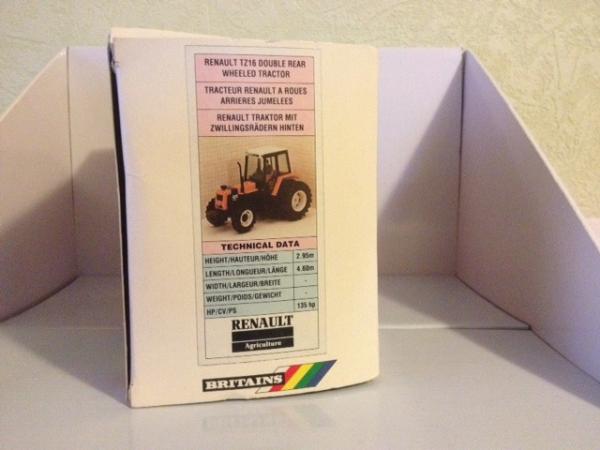 RENAULT TZ16 DOUBLE REAR
WHEELED TRACTOR
TRACTEUR RENAULT A ROUES
ARRIERES JUMELEES
RENAULT TRAKTOR MIT
ZWILLINGSRÄDERN HINTEN
TECHNICAL DATA
HEIGHT/HAUTEUR/HÖHE 2.95m
LENGTH/LONGUEUR/LÄNGE 4.60m
WIDTH/LARGEUR/BREITE -
WEIGHT/POIDS/GEWICHT -
HP/CV/PS 135 hp
RENAULT
Agriculture
BRITAINS